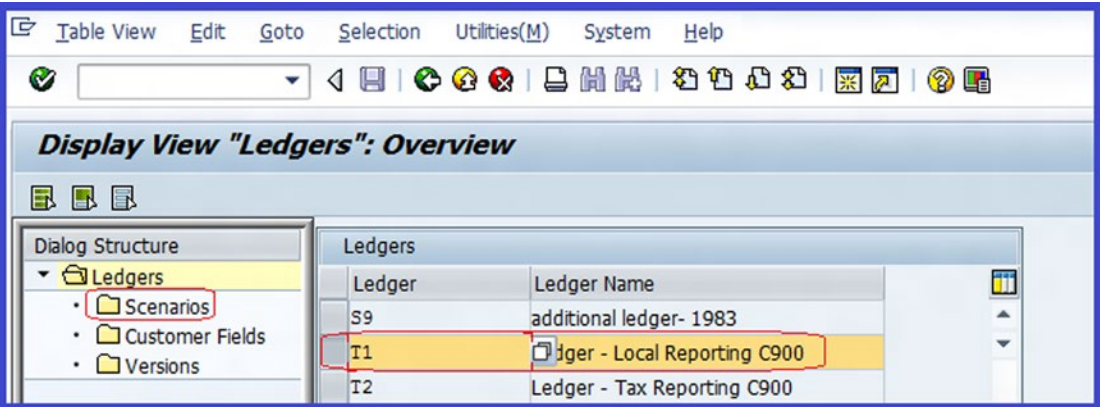 Table View Edit Goto Selection Utilities(M) System Help
Display View "Ledgers": Overview
Dialog Structure
Ledgers
Scenarios
Customer Fields
Versions
Ledgers
Ledger Ledger Name
S9 additional ledger- 1983
T1 dger - Local Reporting C900
T2 Ledger - Tax Reporting C900